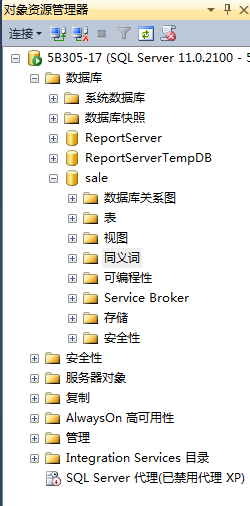 对象资源管理器
连接
5B305-17 (SQL Server 11.0.2100 - 5
数据库
系统数据库
数据库快照
ReportServer
ReportServerTempDB
sale
数据库关系图
表
视图
同义词
可编程性
Service Broker
存储
安全性
安全性
服务器对象
复制
AlwaysOn 高可用性
管理
Integration Services 目录
SQL Server 代理(已禁用代理 XP)